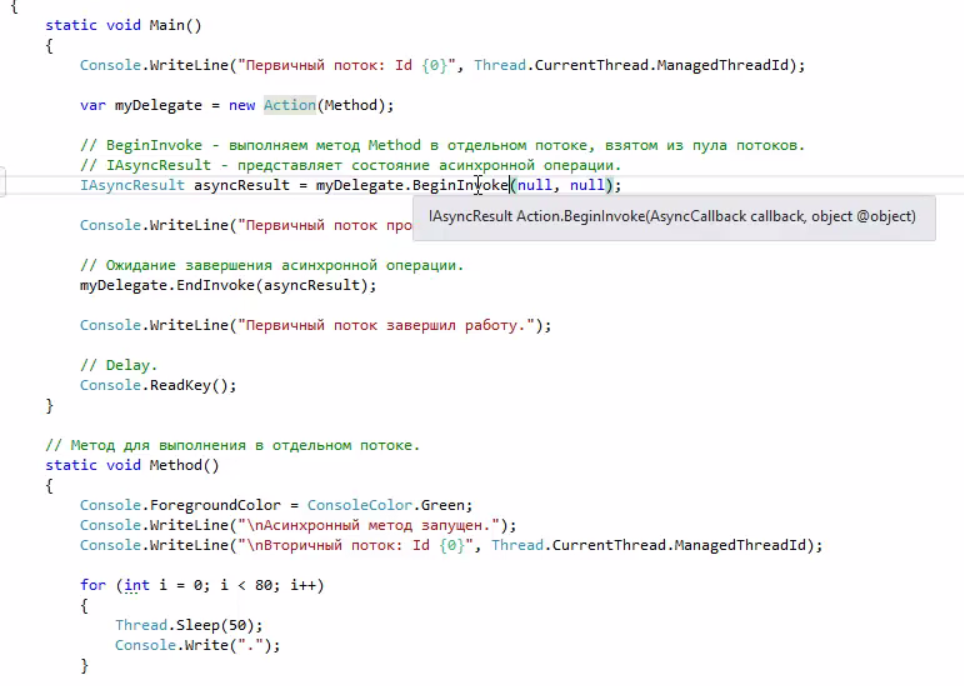 {
static void Main()
{
Console.WriteLine("Первичный поток: Id {0}", Thread.CurrentThread.ManagedThreadId);
var myDelegate = new Action(Method);
// BeginInvoke - выполняем метод Method в отдельном потоке, взятом из пула потоков.
// IAsyncResult - представляет состояние асинхронной операции.
IAsyncResult asyncResult = myDelegate.BeginInvoke(null, null);
IAsyncResult Action.BeginInvoke(AsyncCallback callback, object @object)
Console.WriteLine("Первичный поток про
// Ожидание завершения асинхронной операции.
myDelegate.EndInvoke(asyncResult);
Console.WriteLine("Первичный поток завершил работу.");
// Delay.
Console.ReadKey();
}
// Метод для выполнения в отдельном потоке.
static void Method()
{
Console.ForegroundColor = ConsoleColor.Green;
Console.WriteLine("\nАсинхронный метод запущен.");
Console.WriteLine("\nВторичный поток: Id {0}", Thread.CurrentThread.ManagedThreadId);
for (int i = 0; i < 80; i++)
{
Thread.Sleep(50);
Console.Write(".");
}